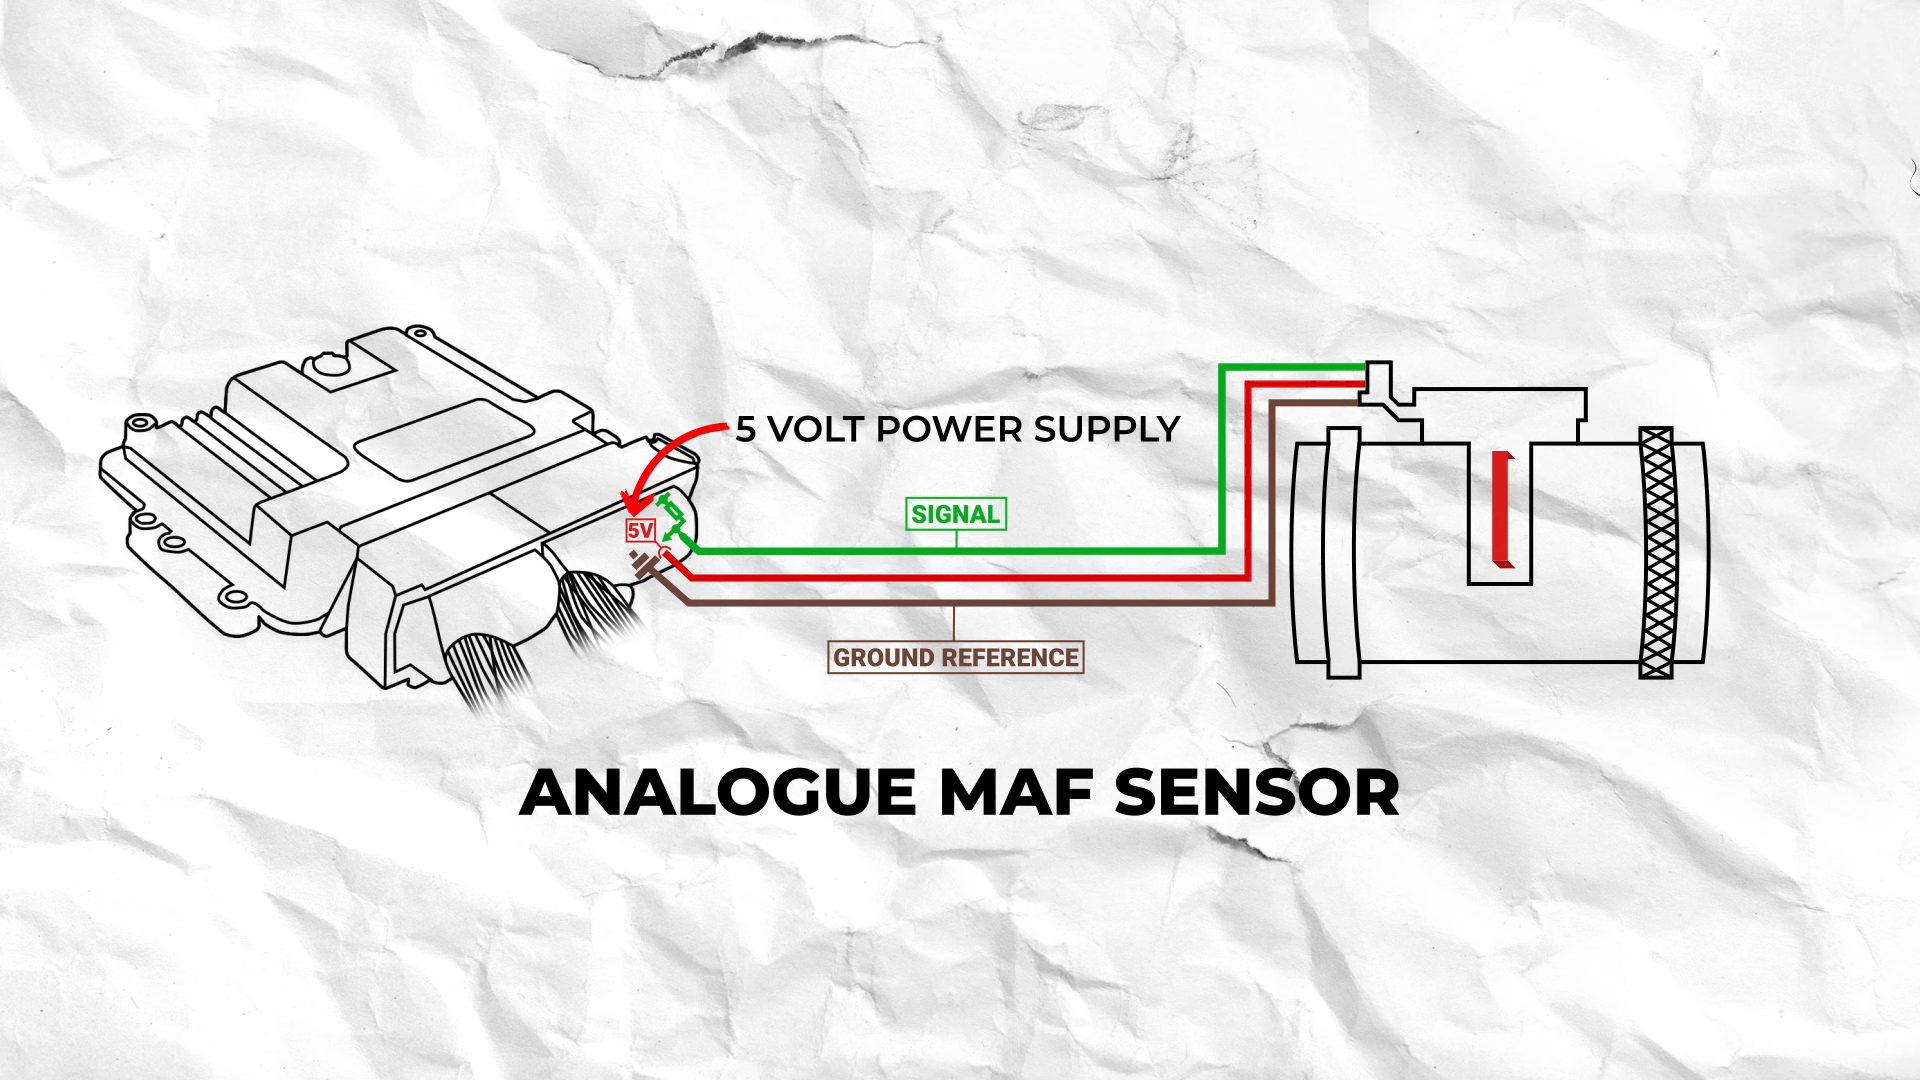 5 VOLT POWER SUPPLY
SIGNAL
5V
GROUND REFERENCE
ANALOGUE MAF SENSOR